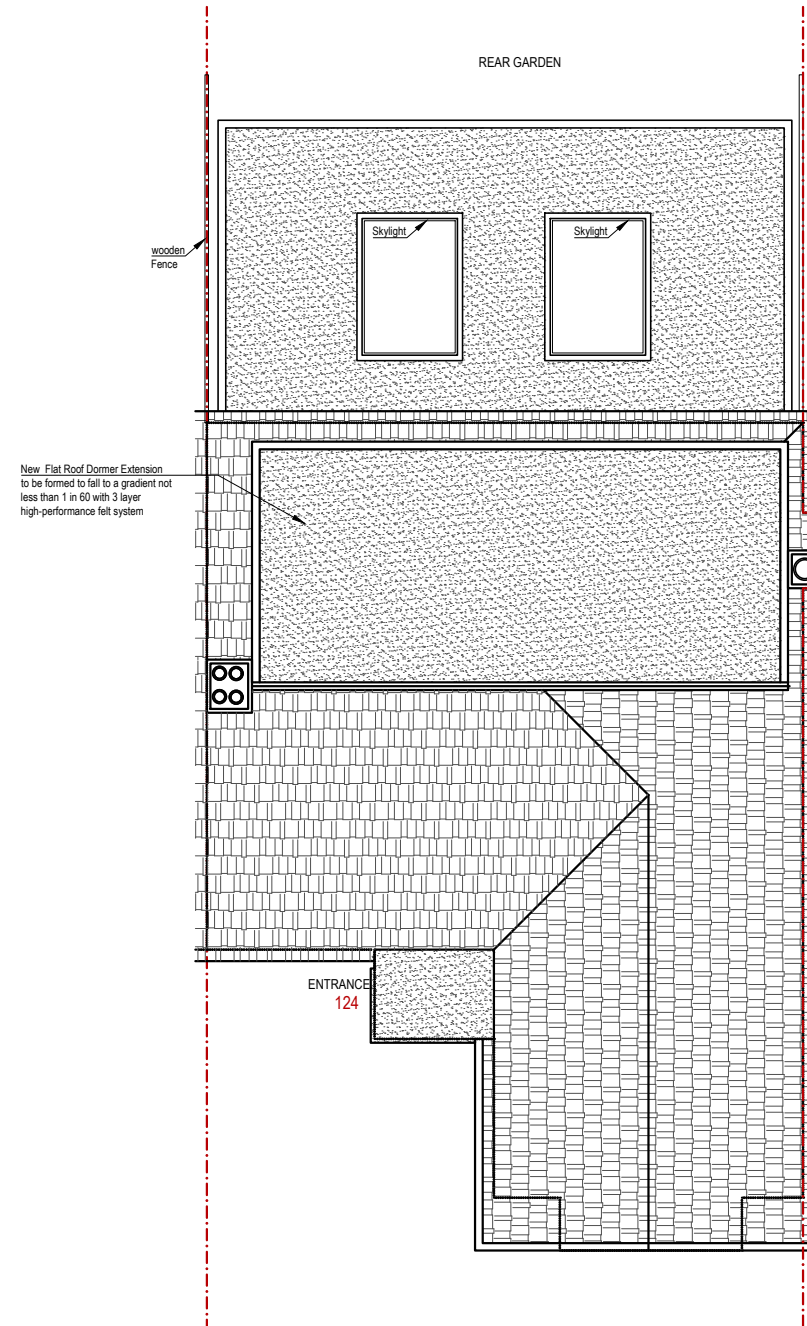 REAR GARDEN
Skylight
Skylight
wooden
Fence
New Flat Roof Dormer Extension
to be formed to fall to a gradient not
less than 1 in 60 with 3 layer
high-performance felt system
ENTRANCE
124